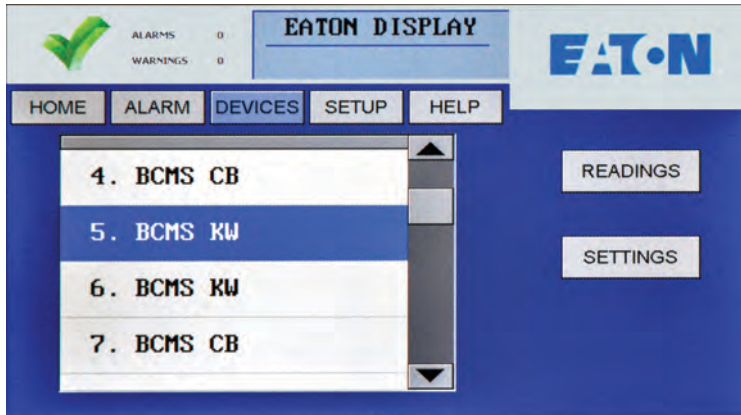 ALARMS 0
WARNINGS 0
EATON DISPLAY
EATON
HOME ALARM DEVICES SETUP HELP
4. BCMS CB
5. BCMS KW
6. BCMS KW
7. BCMS CB
READINGS
SETTINGS